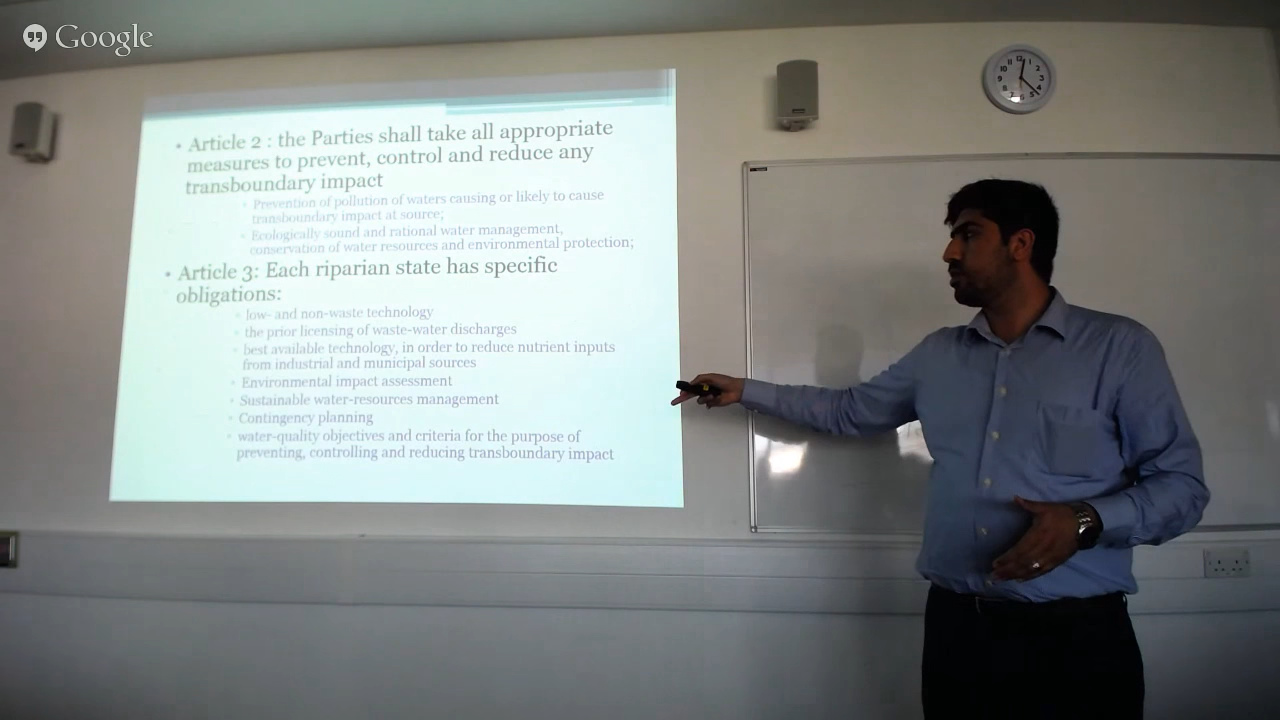 Google
Article 2 : the Parties shall take all appropriate
measures to prevent, control and reduce any
transboundary impact
Prevention of pollution of waters causing or likely to cause
transboundary impact at source;
Ecologically sound and rational water management,
conservation of water resources and environmental protection;
Article 3: Each riparian state has specific
obligations:
low- and non-waste technology
the prior licensing of waste-water discharges
best available technology, in order to reduce nutrient inputs
from industrial and municipal sources
Environmental impact assessment
Sustainable water-resources management
Contingency planning
water-quality objectives and criteria for the purpose of
preventing, controlling and reducing transboundary impact